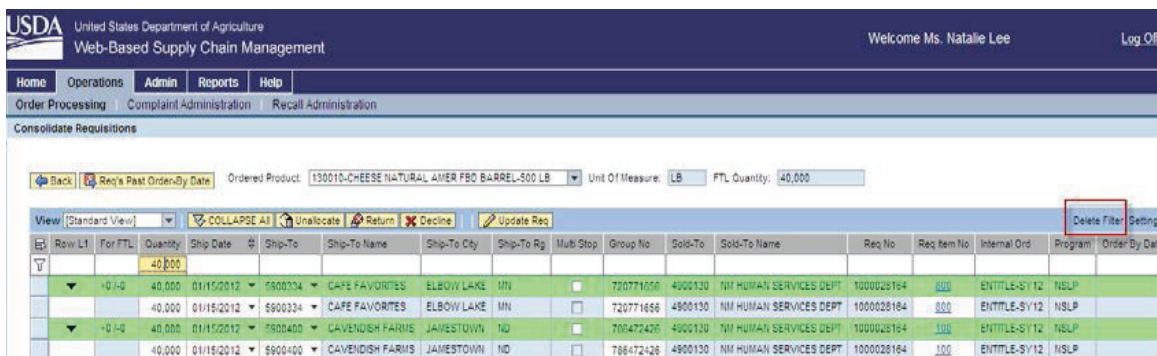 USDA United States Department of Agriculture
Web-Based Supply Chain Management
Welcome Ms. Natalie Lee
Log Of
Home Operations Admin Reports Help
Order Processing Complaint Administration Recall Administration
Consolidate Requisitions
Back Req's Past Order-By Date Ordered Product: 130010-CHEESE NATURAL AMER FBD BARREL-500 LB Unit Of Measure: LB FTL Quantity: 40,000
View [Standard View] COLLAPSE All Unallocate Return Decline Update Req Delete Filter Setting
Row L1 For FTL Quantity Ship Date Ship-To Ship-To Name Ship-To City Ship-To Rg Multi Stop Group No Sold-To Sold-To Name Req No Req Item No Internal Ord Program Order By Dat
40,000
+0 /-0 40,000 01/15/2012 5900334 CAFE FAVORITES ELBOW LAKE MN 720771656 4900130 NM HUMAN SERVICES DEPT 1000028164 800 ENTITLE-SY12 NSLP
40,000 01/15/2012 5900334 CAFE FAVORITES ELBOW LAKE MN 720771656 4900130 NM HUMAN SERVICES DEPT 1000028164 800 ENTITLE-SY12 NSLP
+0 /-0 40,000 01/15/2012 5900400 CAVENDISH FARMS JAMESTOWN ND 786472426 4900130 NM HUMAN SERVICES DEPT 1000028164 100 ENTITLE-SY12 NSLP
40,000 01/15/2012 5900400 CAVENDISH FARMS JAMESTOWN ND 786472426 4900130 NM HUMAN SERVICES DEPT 1000028164 100 ENTITLE-SY12 NSLP